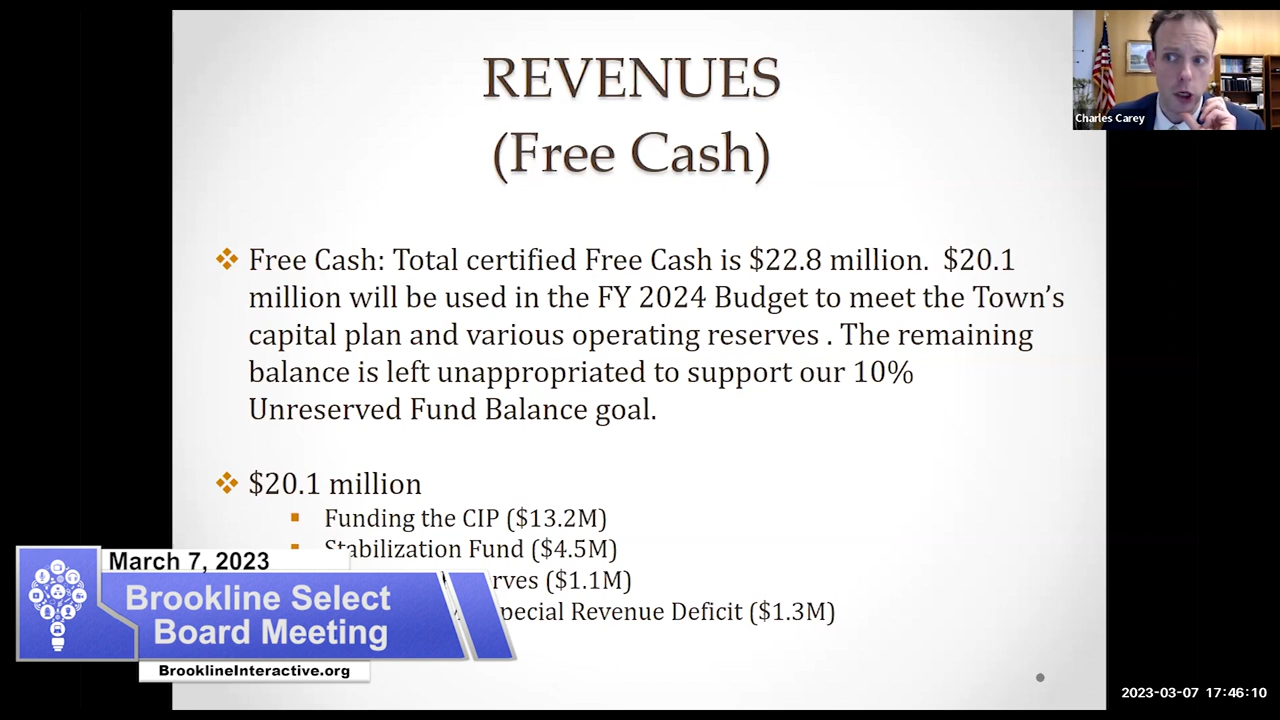 REVENUES
(Free Cash)
Charles Carey
Free Cash: Total certified Free Cash is $22.8 million. $20.1
million will be used in the FY 2024 Budget to meet the Town's
capital plan and various operating reserves . The remaining
balance is left unappropriated to support our 10%
Unreserved Fund Balance goal.
$20.1 million
Funding the CIP ($13.2M)
Stabilization Fund ($4.5M)
($1.1M)
Special Revenue Deficit ($1.3M)
March 7, 2023
Brookline Select
Board Meeting
BrooklineInteractive.org
2023-03-07 17:46:10